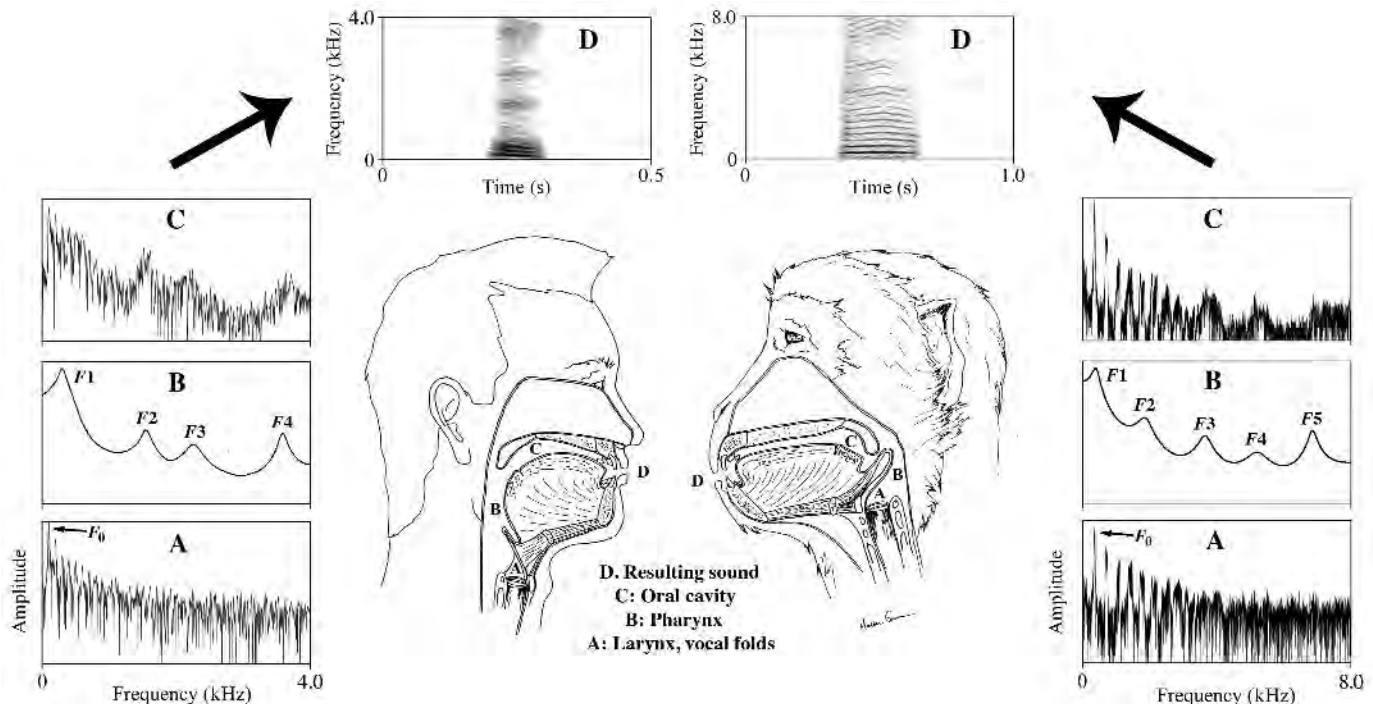 4.0
D
Frequency (kHz)
0
0
Time (s)
0.5
8.0
D
Frequency (kHz)
0
0
Time (s)
1.0
C
B
F1
F2
F3
F4
A
F0
Amplitude
0
Frequency (kHz)
4.0
C
D
B
A
C
D
B
A
D. Resulting sound
C: Oral cavity
B: Pharynx
A: Larynx, vocal folds
C
B
F1
F2
F3
F4
F5
A
F0
Amplitude
0
Frequency (kHz)
8.0